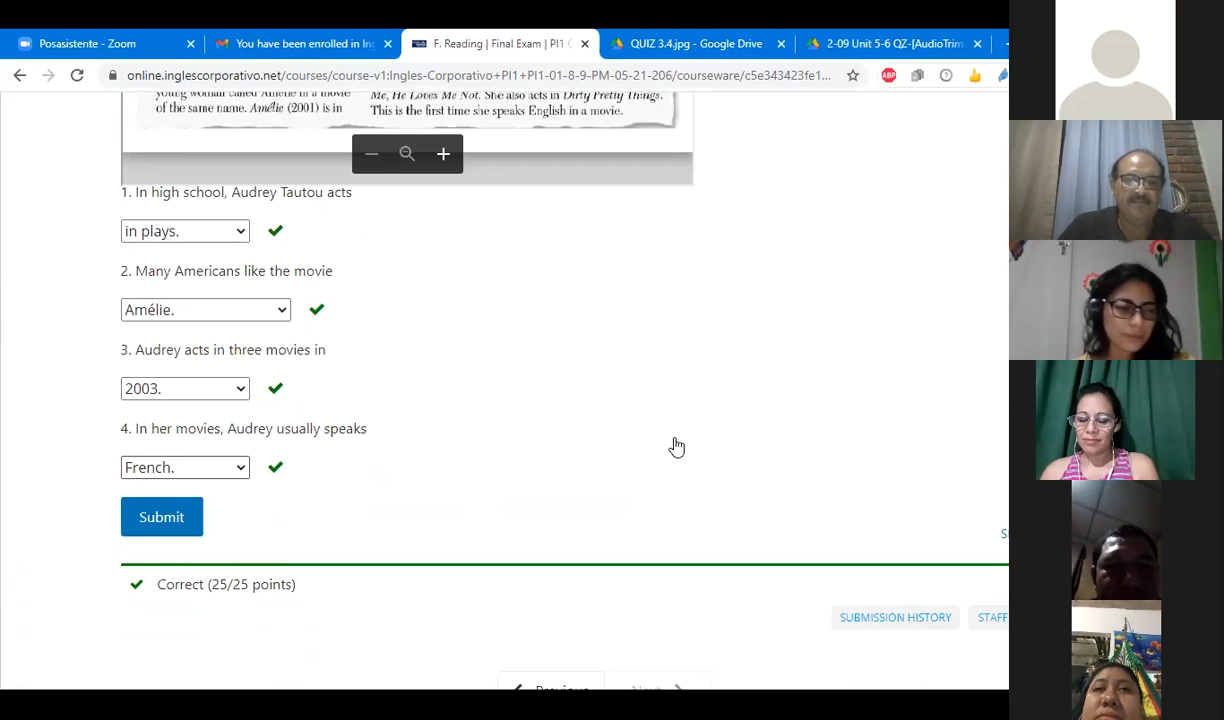 Posasistente - Zoom
You have been enrolled in Ing
F. Reading | Final Exam | PI1
QUIZ 3.4.jpg - Google Drive
2-09 Unit 5-6 QZ-[AudioTrim
online.inglescorporativo.net/courses/course-v1:Ingles-Corporativo+PI1+PI1-01-8-9-PM-05-21-206/courseware/c5e343423fe1...
ABP
young woman called Amélie in a movie
of the same name. Amélie (2001) is in
Me, He Loves Me Not. She also acts in Dirty Pretty Things.
This is the first time she speaks English in a movie.
1. In high school, Audrey Tautou acts
in plays.
2. Many Americans like the movie
Amélie.
3. Audrey acts in three movies in
2003.
4. In her movies, Audrey usually speaks
French.
Submit
Correct (25/25 points)
SUBMISSION HISTORY
STAFF
Previous
Next